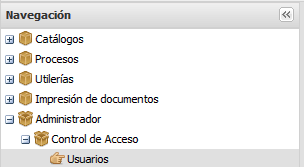 Navegación
Catálogos
Procesos
Utilerías
Impresión de documentos
Administrador
Control de Acceso
Usuarios